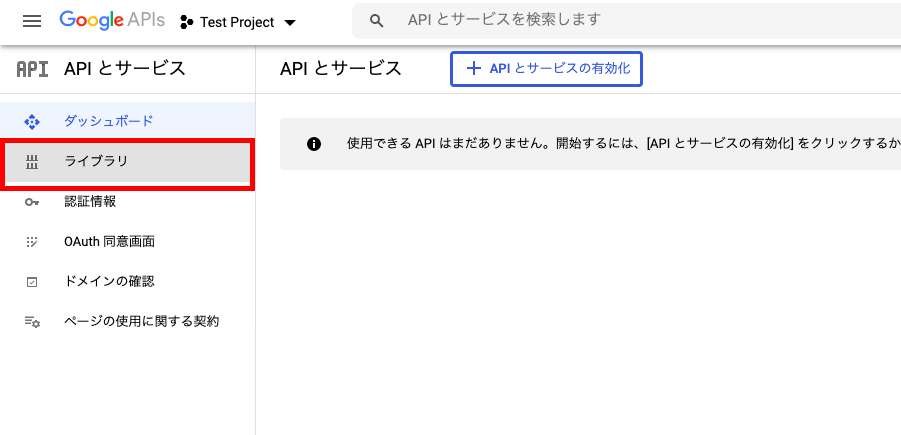 Google APIs Test Project API とサービスを検索します
API API とサービス
API とサービス + API とサービスの有効化
ダッシュボード
使用できる API はまだありません。開始するには、[API とサービスの有効化] をクリックするか
ライブラリ
認証情報
OAuth 同意画面
ドメインの確認
ページの使用に関する契約